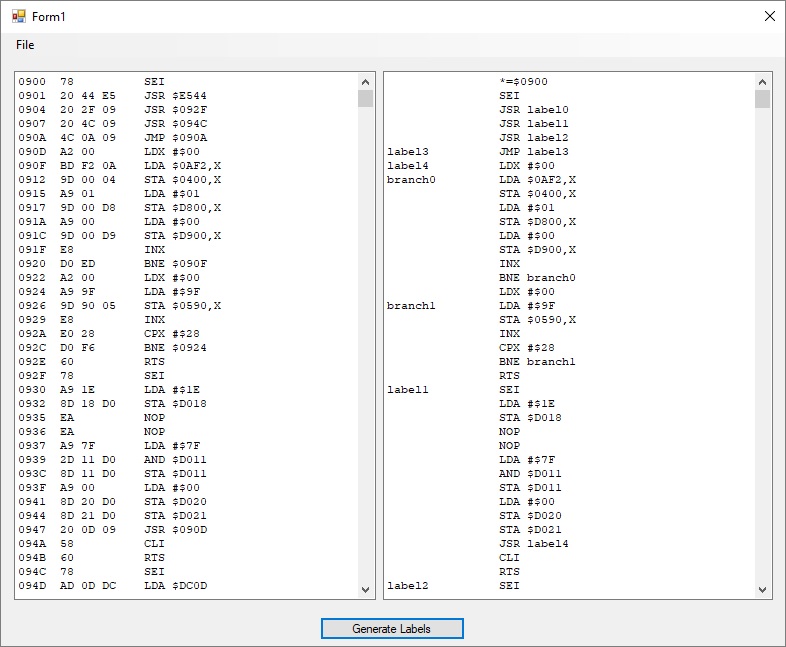 Form1
File
0900 78 SEI
0901 20 44 E5 JSR $E544
0904 20 2F 09 JSR $092F
0907 20 4C 09 JSR $094C
090A 4C 0A 09 JMP $090A
090D A2 00 LDX #$00
090F BD F2 0A LDA $0AF2,X
0912 9D 00 04 STA $0400,X
0915 A9 01 LDA #$01
0917 9D 00 D8 STA $D800,X
091A A9 00 LDA #$00
091C 9D 00 D9 STA $D900,X
091F E8 INX
0920 D0 ED BNE $090F
0922 A2 00 LDX #$00
0924 A9 9F LDA #$9F
0926 9D 90 05 STA $0590,X
0929 E8 INX
092A E0 28 CPX #$28
092C D0 F6 BNE $0924
092E 60 RTS
092F 78 SEI
0930 A9 1E LDA #$1E
0932 8D 18 D0 STA $D018
0935 EA NOP
0936 EA NOP
0937 A9 7F LDA #$7F
0939 2D 11 D0 AND $D011
093C 8D 11 D0 STA $D011
093F A9 00 LDA #$00
0941 8D 20 D0 STA $D020
0944 8D 21 D0 STA $D021
0947 20 0D 09 JSR $090D
094A 58 CLI
094B 60 RTS
094C 78 SEI
094D AD 0D DC LDA $DC0D
*=$0900
SEI
JSR label0
JSR label1
JSR label2
label3 JMP label3
label4 LDX #$00
branch0 LDA $0AF2,X
STA $0400,X
LDA #$01
STA $D800,X
LDA #$00
STA $D900,X
INX
BNE branch0
LDX #$00
branch1 LDA #$9F
STA $0590,X
INX
CPX #$28
BNE branch1
RTS
label1 SEI
LDA #$1E
STA $D018
NOP
NOP
LDA #$7F
AND $D011
STA $D011
LDA #$00
STA $D020
STA $D021
JSR label4
CLI
RTS
label2 SEI
Generate Labels